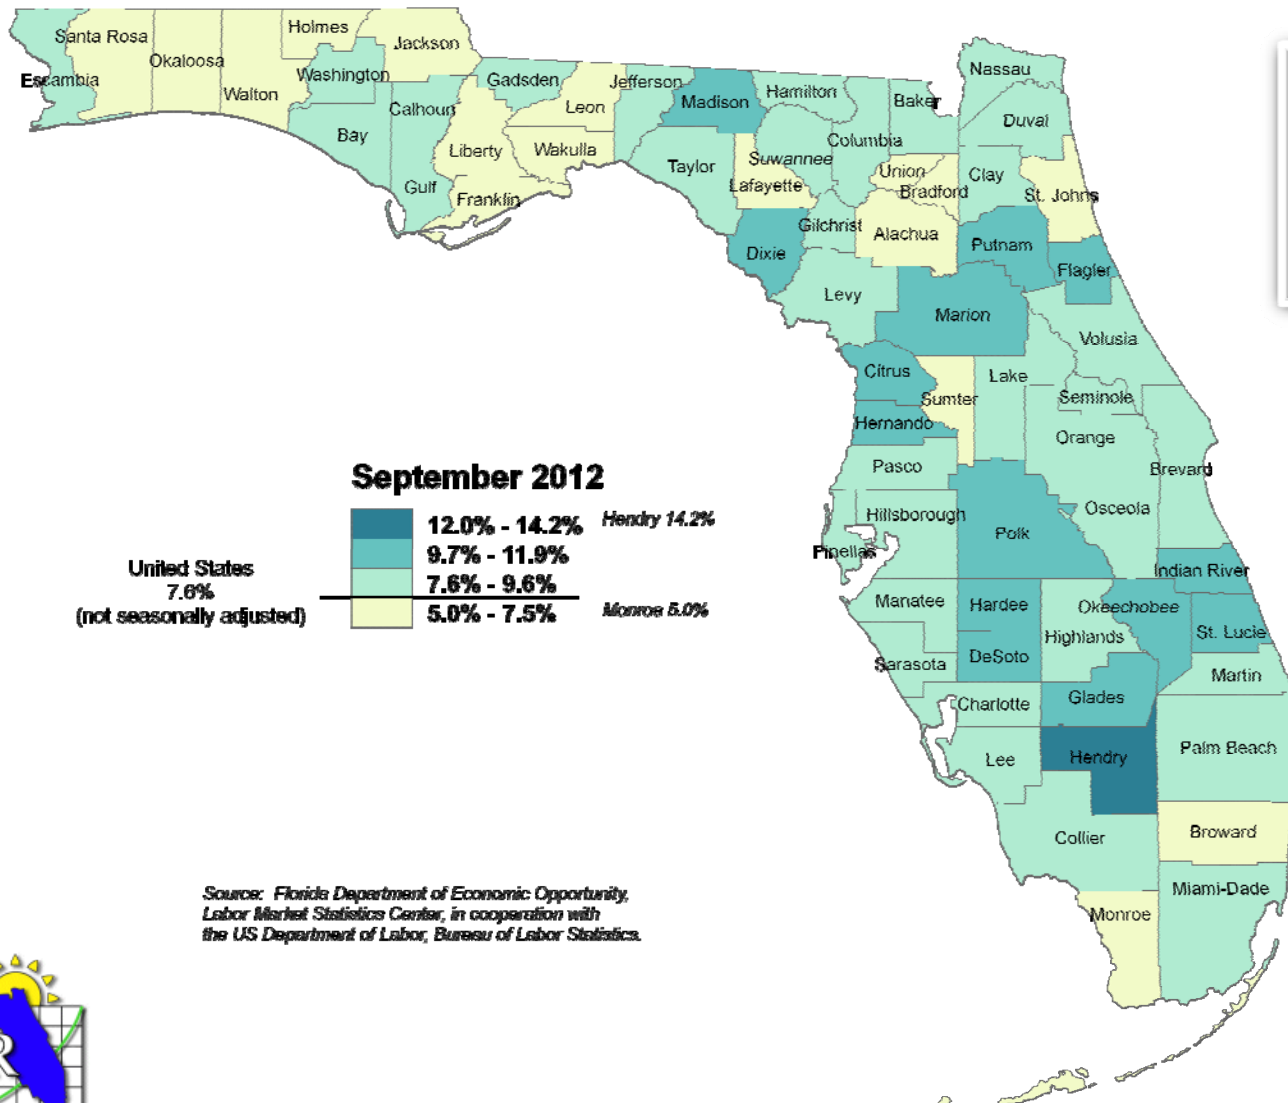 Holmes
Santa Rosa
Jackson
Okaloosa
Escambia
Washington
Walton
Calhoun
Bay
Gulf
Gadsden
Leon
Liberty
Wakulla
Franklin
Jefferson
Madison
Hamilton
Baker
Nassau
Duval
Columbia
Taylor
Suwannee
Lafayette
Union
Bradford
Clay
St. Johns
Gilchrist
Alachua
Putnam
Dixie
Flagler
Levy
Marion
Volusia
Citrus
Lake
Sumter
Seminole
Hernando
Orange
Pasco
Brevard
Hillsborough
Osceola
Polk
Pinellas
Indian River
Manatee
Hardee
Okeechobee
Highlands
St. Lucie
Sarasota
DeSoto
Martin
Charlotte
Glades
Lee
Hendry
Palm Beach
Collier
Broward
Miami-Dade
Monroe
September 2012
12.0% - 14.2% Hendry 14.2%
9.7% - 11.9%
7.6% - 9.6%
5.0% - 7.5% Monroe 5.0%
United States
7.6%
(not seasonally adjusted)
Source: Florida Department of Economic Opportunity,
Labor Market Statistics Center, in cooperation with
the US Department of Labor, Bureau of Labor Statistics.
R